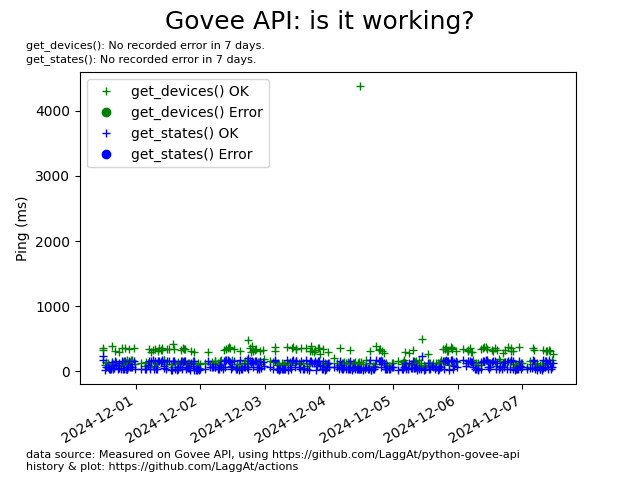 Govee API: is it working?
get_devices(): No recorded error in 7 days.
get_states(): No recorded error in 7 days.
get_devices() OK
get_devices() Error
get_states() OK
get_states() Error
Ping (ms)
4000
3000
2000
1000
0
2024-12-01
2024-12-02
2024-12-03
2024-12-04
2024-12-05
2024-12-06
2024-12-07
data source: Measured on Govee API, using https://github.com/LaggAt/python-govee-api
history & plot: https://github.com/LaggAt/actions